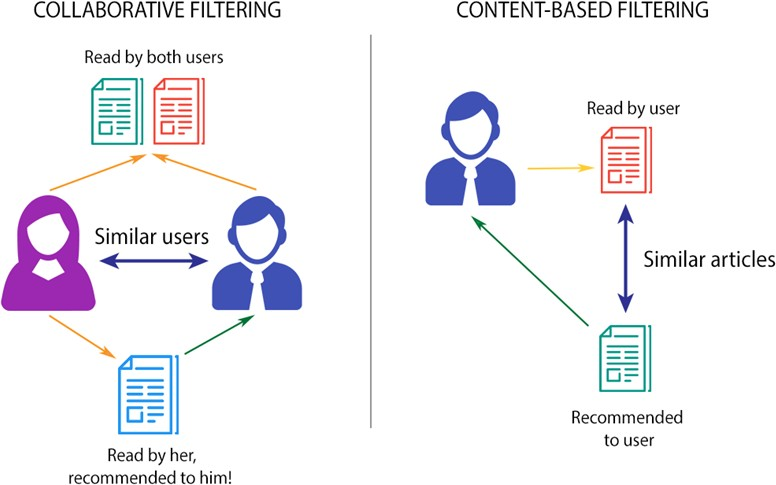 COLLABORATIVE FILTERING
Read by both users
Similar users
Read by her,
recommended to him!
CONTENT-BASED FILTERING
Read by user
Similar articles
Recommended
to user